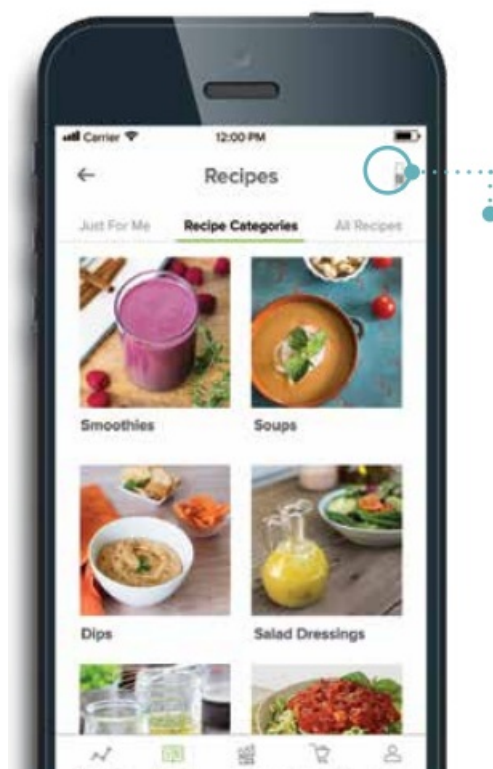 Carrier 12:00 PM
Recipes
Just For Me Recipe Categories All Recipes
Smoothies Soups
Dips Salad Dressings